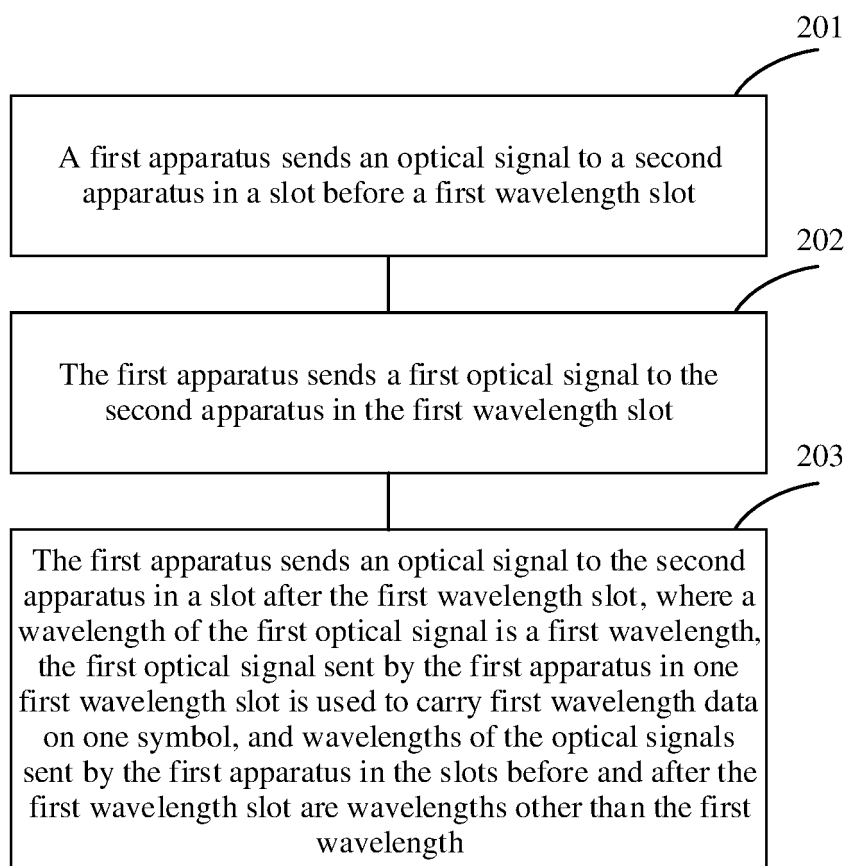 201
A first apparatus sends an optical signal to a second
apparatus in a slot before a first wavelength slot
202
The first apparatus sends a first optical signal to the
second apparatus in the first wavelength slot
203
The first apparatus sends an optical signal to the second
apparatus in a slot after the first wavelength slot, where a
wavelength of the first optical signal is a first wavelength,
the first optical signal sent by the first apparatus in one
first wavelength slot is used to carry first wavelength data
on one symbol, and wavelengths of the optical signals
sent by the first apparatus in the slots before and after the
first wavelength slot are wavelengths other than the first
wavelength